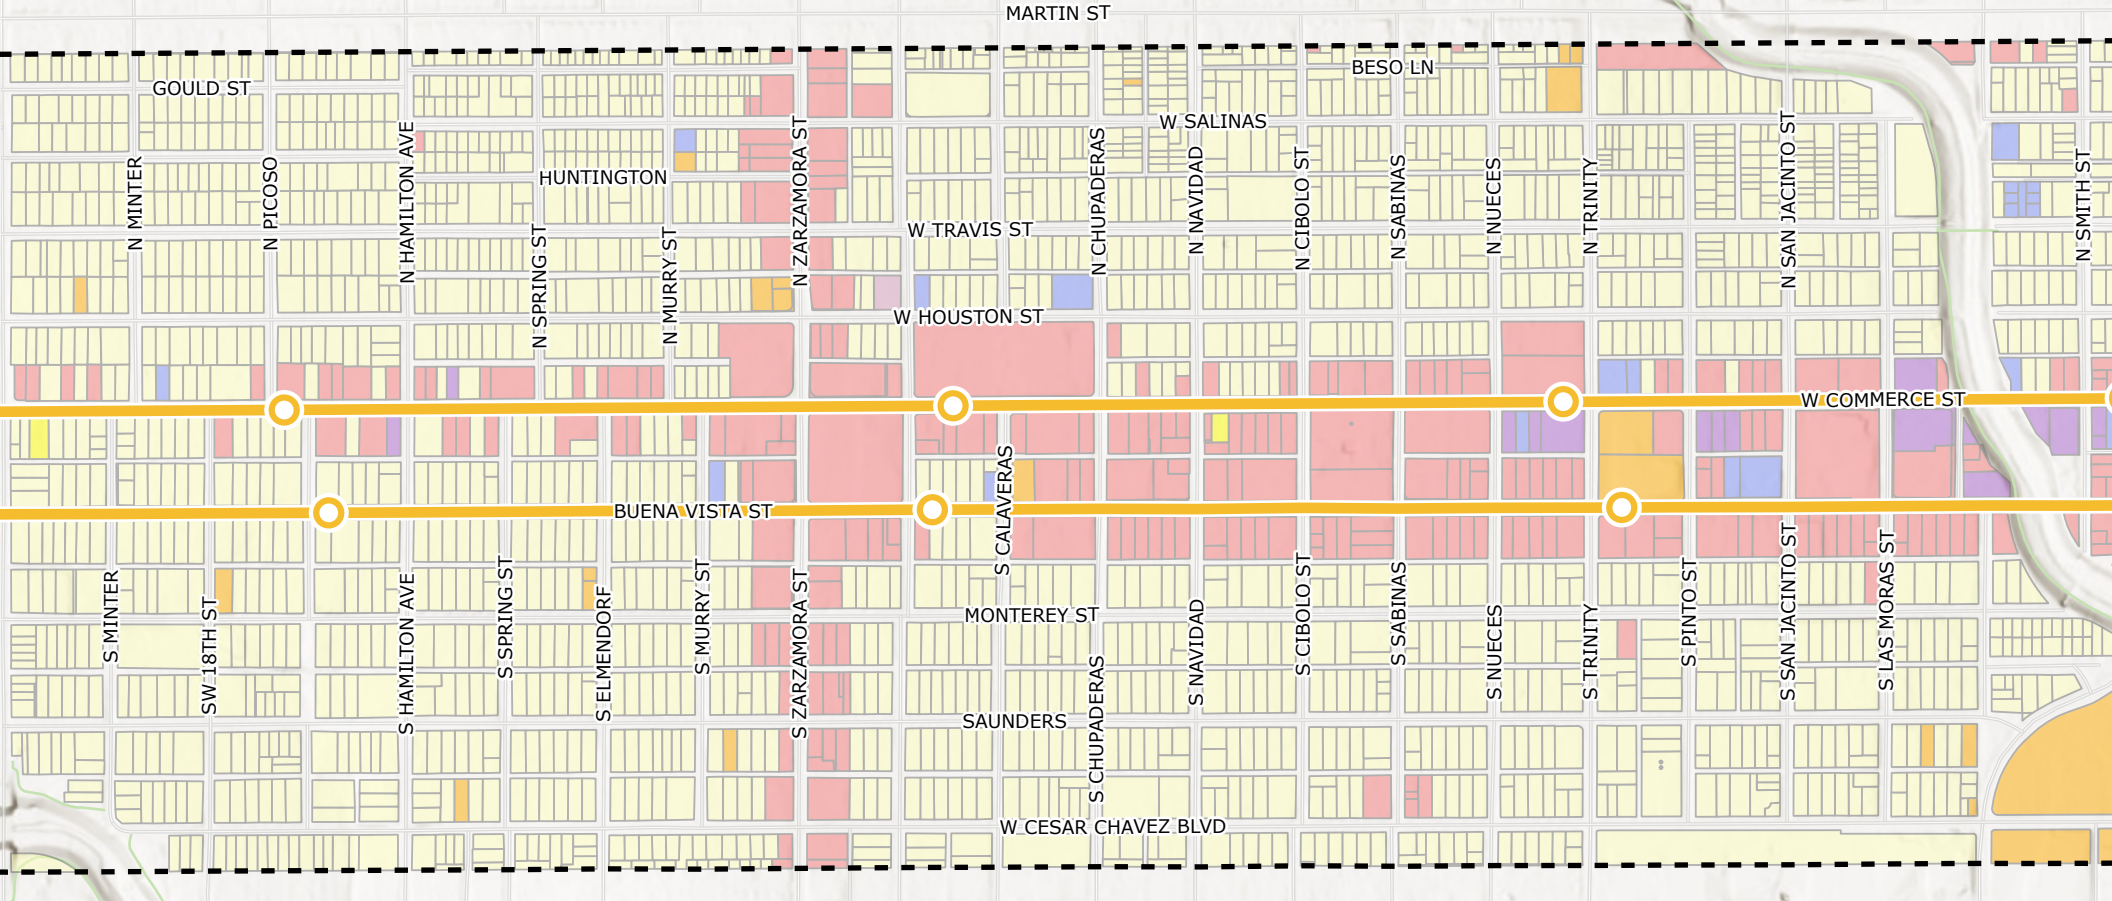 MARTIN ST
BESO LN
GOULD ST
W SALINAS
HUNTINGTON
N MINTER
N PICOSO
N HAMILTON AVE
N SPRING ST
N MURRY ST
N ZARZAMORA ST
W TRAVIS ST
N CHUPADERAS
N NAVIDAD
N CIBOLO ST
N SABINAS
N NUECES
N TRINITY
N SAN JACINTO ST
N SMITH ST
W HOUSTON ST
W COMMERCE ST
BUENA VISTA ST
S CALAVERAS
S MINTER
SW 18TH ST
S HAMILTON AVE
S SPRING ST
S ELMENDORF
S MURRY ST
S ZARZAMORA ST
MONTEREY ST
S CHUPADERAS
S NAVIDAD
S CIBOLO ST
S SABINAS
S NUECES
S TRINITY
S PINTO ST
S SAN JACINTO ST
S LAS MORAS ST
SAUNDERS
W CESAR CHAVEZ BLVD